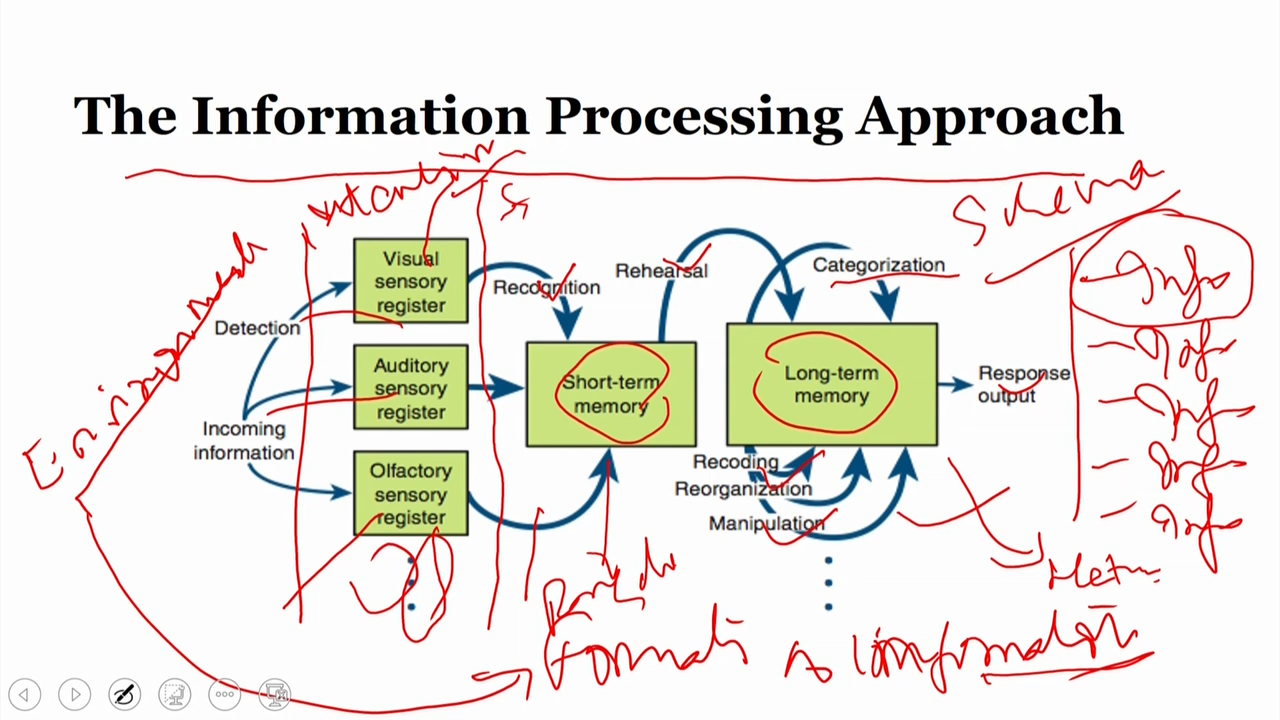 The Information Processing Approach
Schema
Environment
Visual
sensory
register
Detection
Recognition
Rehearsal
Categorization
Info
Info
Info
Info
Info
Auditory
sensory
register
Short-term
memory
Long-term
memory
Response
output
Incoming
information
Olfactory
sensory
register
Recoding
Reorganization
Manipulation
information